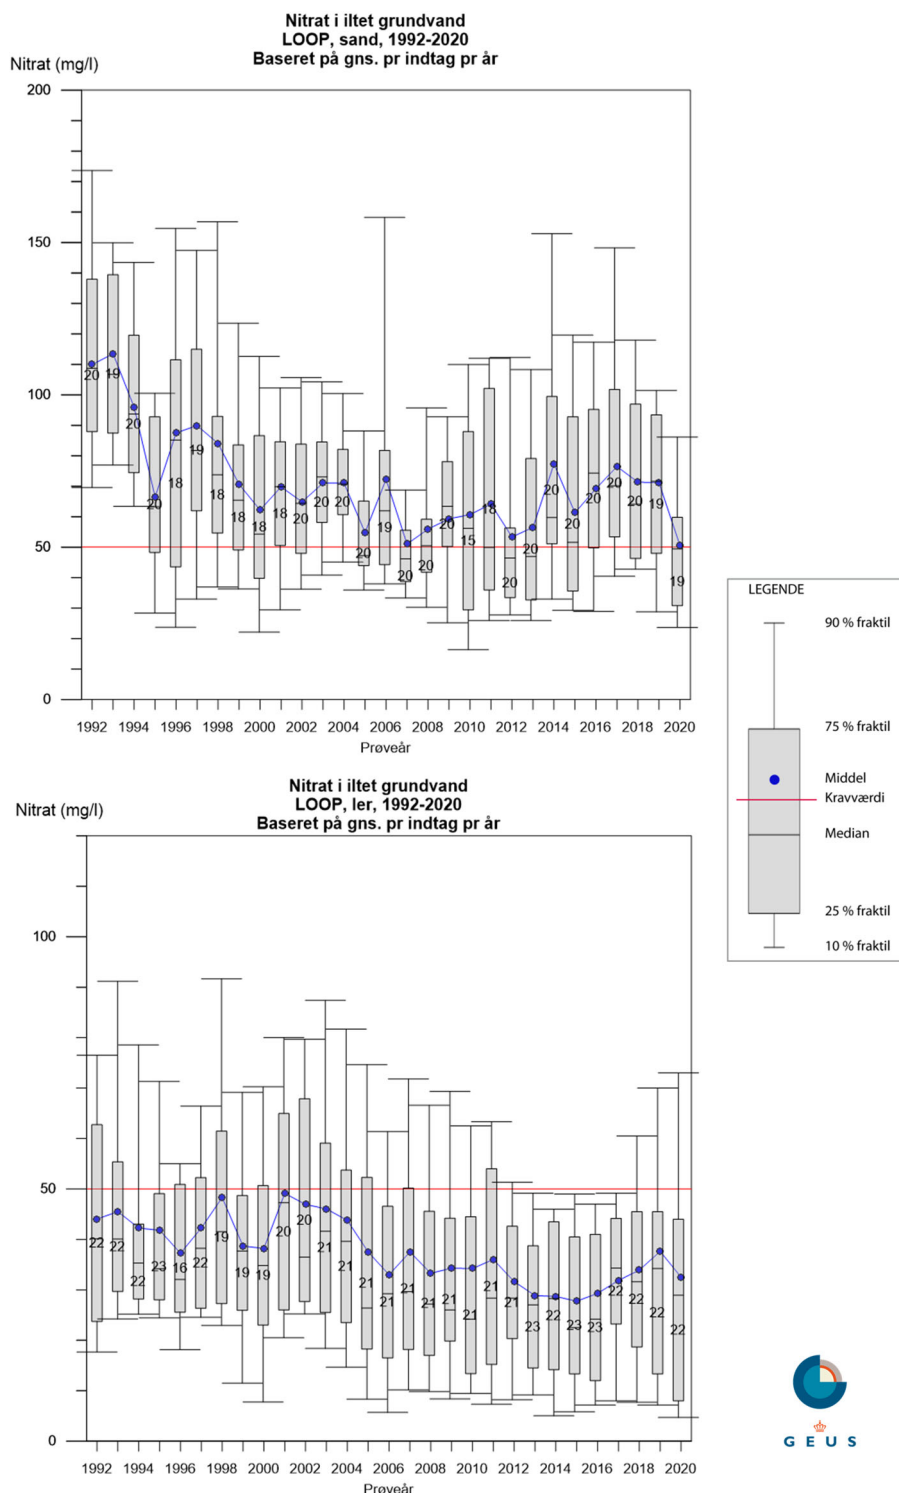 Nitrat i iltet grundvand
LOOP, sand, 1992-2020
Baseret på gns. pr indtag pr år
Nitrat (mg/l)
200
150
100
50
0
20 19 20 20 18 19 18 18 18 18 20 20 20 20 19 20 20 20 15 18 20 20 20 20 20 20 20 19 19
1992 1994 1996 1998 2000 2002 2004 2006 2008 2010 2012 2014 2016 2018 2020
Prøveår
LEGENDE
90 % fraktil
75 % fraktil
Middel
Kravværdi
Median
25 % fraktil
10 % fraktil
Nitrat i iltet grundvand
LOOP, ler, 1992-2020
Baseret på gns. pr indtag pr år
Nitrat (mg/l)
100
50
0
22 22 22 23 16 22 19 19 19 20 20 21 21 21 21 21 21 21 21 21 21 23 22 23 23 22 22 22 22
1992 1994 1996 1998 2000 2002 2004 2006 2008 2010 2012 2014 2016 2018 2020
Prøveår
GEUS